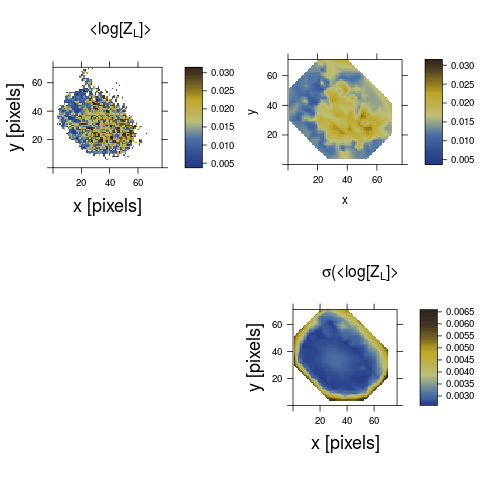 <log[Z_L]>
60
40
20
20 40 60
x [pixels]
y [pixels]
0.030
0.025
0.020
0.015
0.010
0.005
60
40
20
20 40 60
x
y
0.030
0.025
0.020
0.015
0.010
0.005
σ(<log[Z_L]>
60
40
20
20 40 60
x [pixels]
y [pixels]
0.0065
0.0060
0.0055
0.0050
0.0045
0.0040
0.0035
0.0030